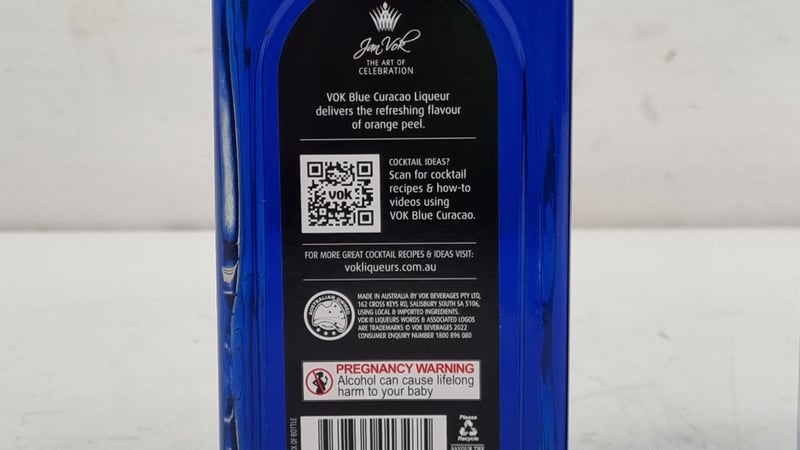 Jan Vok
THE ART OF
CELEBRATION
VOK Blue Curacao Liqueur
delivers the refreshing flavour
of orange peel.
vok
COCKTAIL IDEAS?
Scan for cocktail
recipes & how-to
videos using
VOK Blue Curacao.
FOR MORE GREAT COCKTAIL RECIPES & IDEAS VISIT:
vokliqueurs.com.au
AUSTRALIAN OWNED
MADE IN AUSTRALIA BY VOK BEVERAGES PTY LTD,
162 CROSS KEYS RD, SALISBURY SOUTH SA 5106,
USING LOCAL & IMPORTED INGREDIENTS.
VOK® LIQUEURS WORDS & ASSOCIATED LOGOS
ARE TRADEMARKS © VOK BEVERAGES 2022
CONSUMER ENQUIRY NUMBER 1800 896 080
PREGNANCY WARNING
Alcohol can cause lifelong
harm to your baby
OF BOTTLE
Please
Recycle